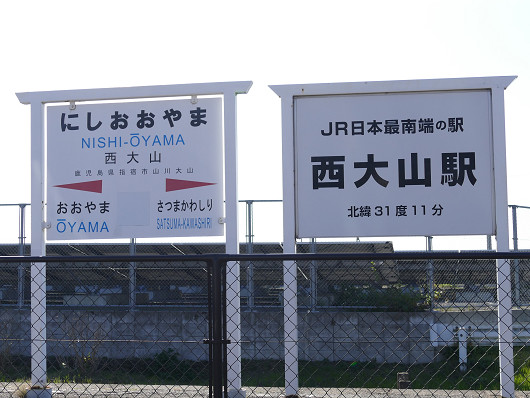 にしおおやま
NISHI-ŌYAMA
西大山
鹿児島県指宿市山川大山
おおやま
ŌYAMA
さつまかわしり
SATSUMA-KAWASHIRI
JR日本最南端の駅
西大山駅
北緯31度11分